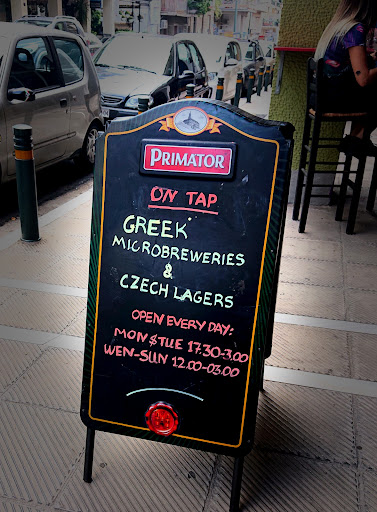 PRIMATOR
ON TAP
GREEK
MICROBREWERIES
&
CZECH LAGERS
OPEN EVERY DAY:
MON & TUE 17.30-3.00
WEN-SUN 12.00-03.00